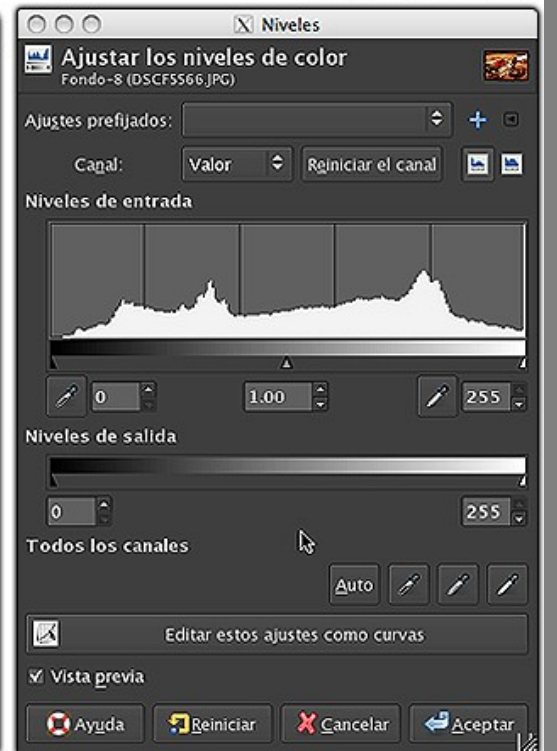 Niveles
Ajustar los niveles de color
Fondo-8 (DSCF5566.JPG)
Ajustes prefijados:
Canal: Valor Reiniciar el canal
Niveles de entrada
0 1.00 255
Niveles de salida
0 255
Todos los canales
Auto
Editar estos ajustes como curvas
Vista previa
Ayuda Reiniciar Cancelar Aceptar